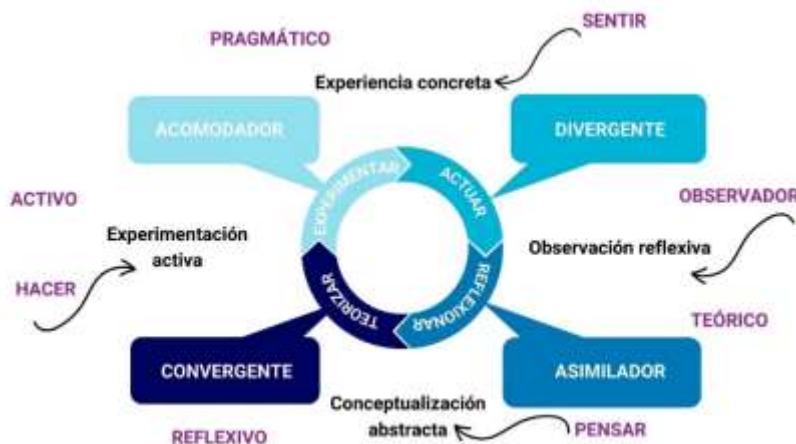 SENTIR
PRAGMÁTICO
Experiencia concreta
ACOMODADOR
DIVERGENTE
EXPERIMENTAR
ACTUAR
ACTIVO
OBSERVADOR
Experimentación
activa
Observación reflexiva
HACER
TEORIZAR
REFLEXIONAR
TEÓRICO
CONVERGENTE
ASIMILADOR
Conceptualización
abstracta
REFLEXIVO
PENSAR